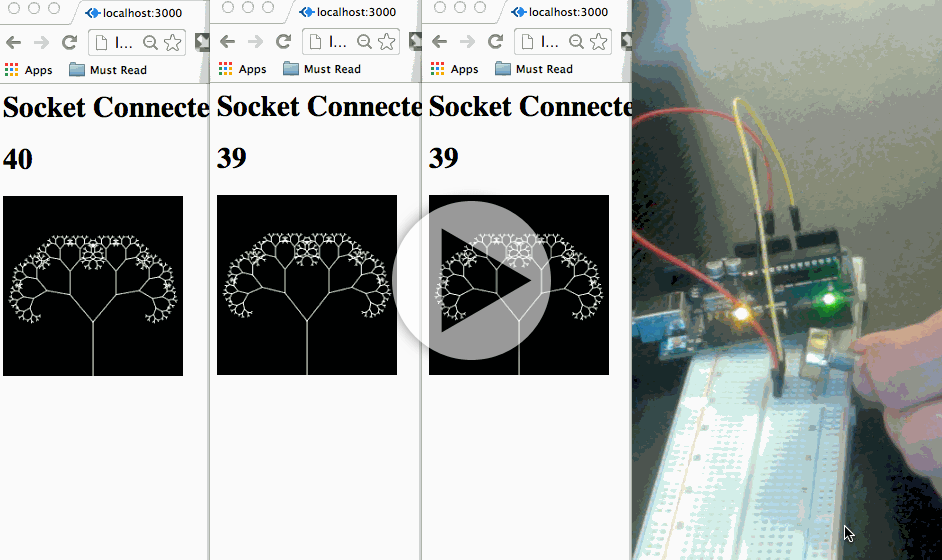 localhost:3000
l...
Apps
Must Read
Socket Connecte
40
localhost:3000
l...
Apps
Must Read
Socket Connecte
39
localhost:3000
l...
Apps
Must Read
Socket Connecte
39